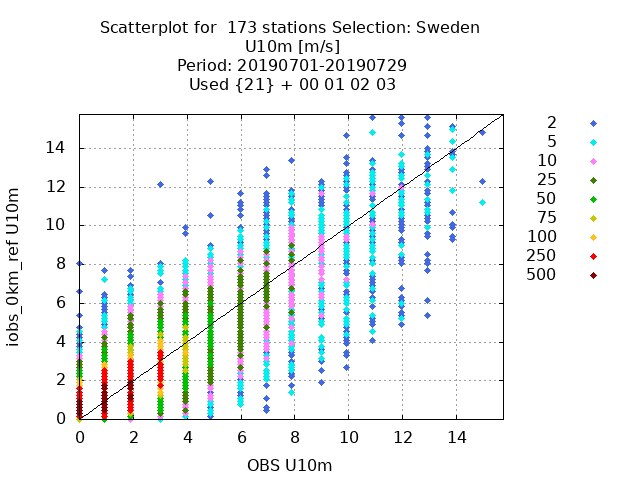 Scatterplot for  173 stations Selection: Sweden
U10m [m/s]
Period: 20190701-20190729
Used {21} + 00 01 02 03
iobs_0km_ref U10m
14
12
10
8
6
4
2
0
0 2 4 6 8 10 12 14
OBS U10m
2
5
10
25
50
75
100
250
500